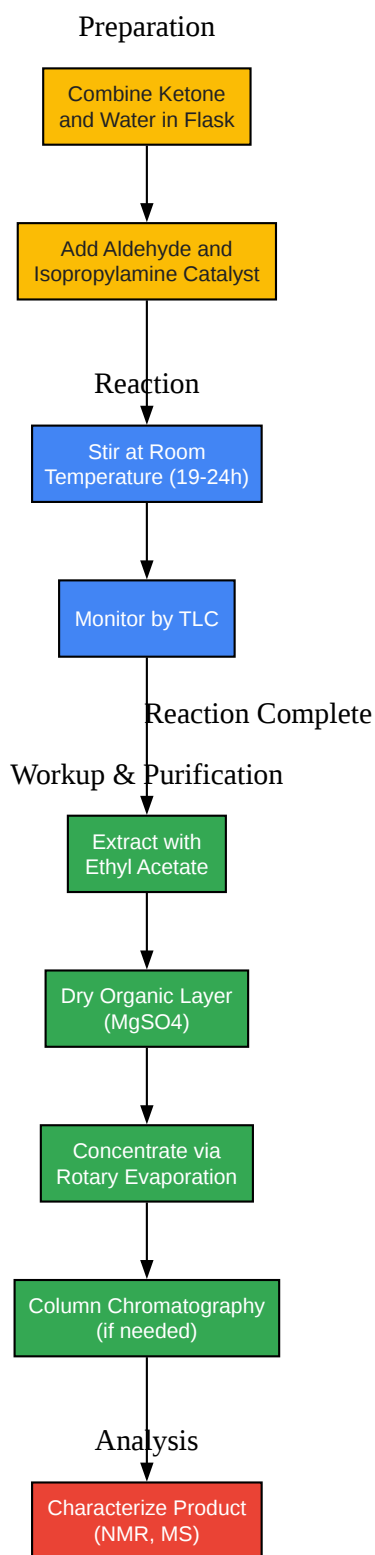 Preparation
Combine Ketone
and Water in Flask
Add Aldehyde and
Isopropylamine Catalyst
Reaction
Stir at Room
Temperature (19-24h)
Monitor by TLC
Reaction Complete
Workup & Purification
Extract with
Ethyl Acetate
Dry Organic Layer
(MgSO4)
Concentrate via
Rotary Evaporation
Column Chromatography
(if needed)
Analysis
Characterize Product
(NMR, MS)